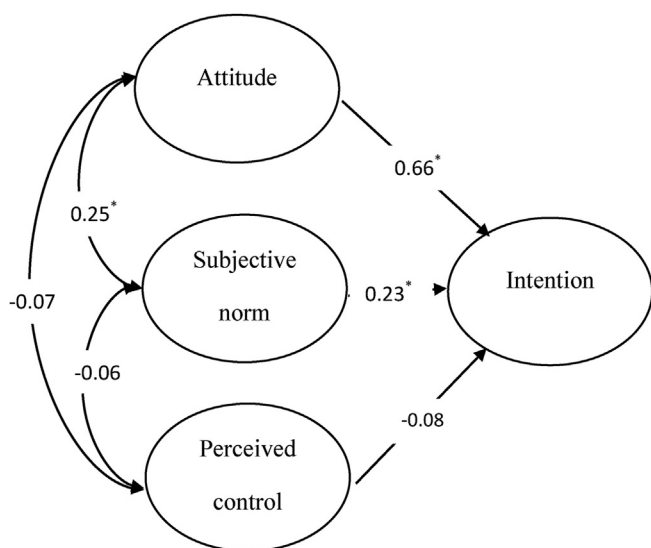 Attitude
0.66*
0.25*
Subjective
norm
0.23*
Intention
-0.07
-0.06
-0.08
Perceived
control